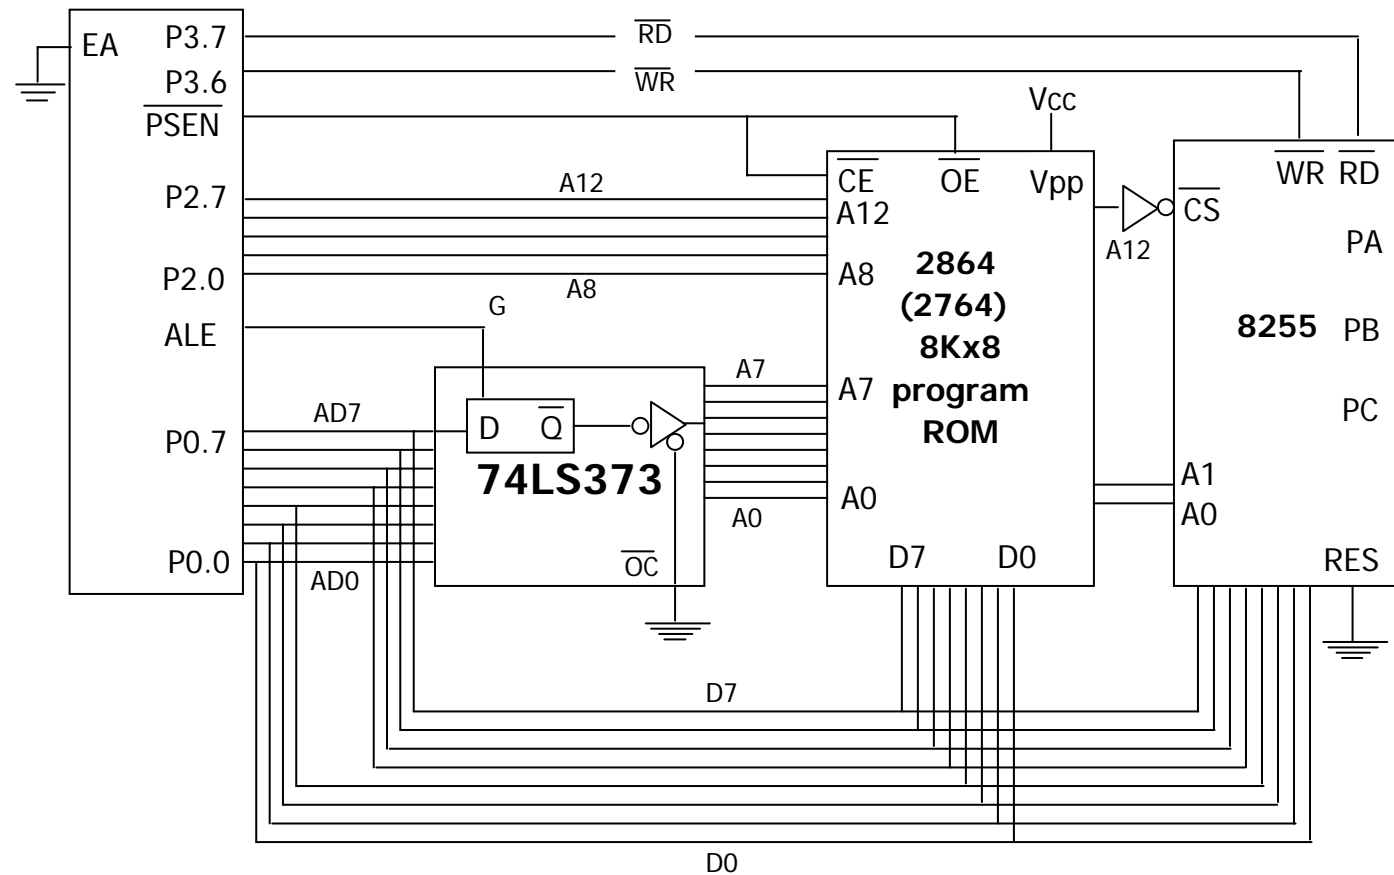 EA
P3.7
P3.6
PSEN
P2.7
P2.0
ALE
P0.7
P0.0
RD
WR
A12
A8
G
AD7
AD0
D
Q
74LS373
OC
A7
A0
Vcc
CE
OE
Vpp
A12
A8
2864
(2764)
8Kx8
program
ROM
A7
A0
D7
D0
A12
WR
RD
CS
PA
8255
PB
PC
A1
A0
RES
D7
D0